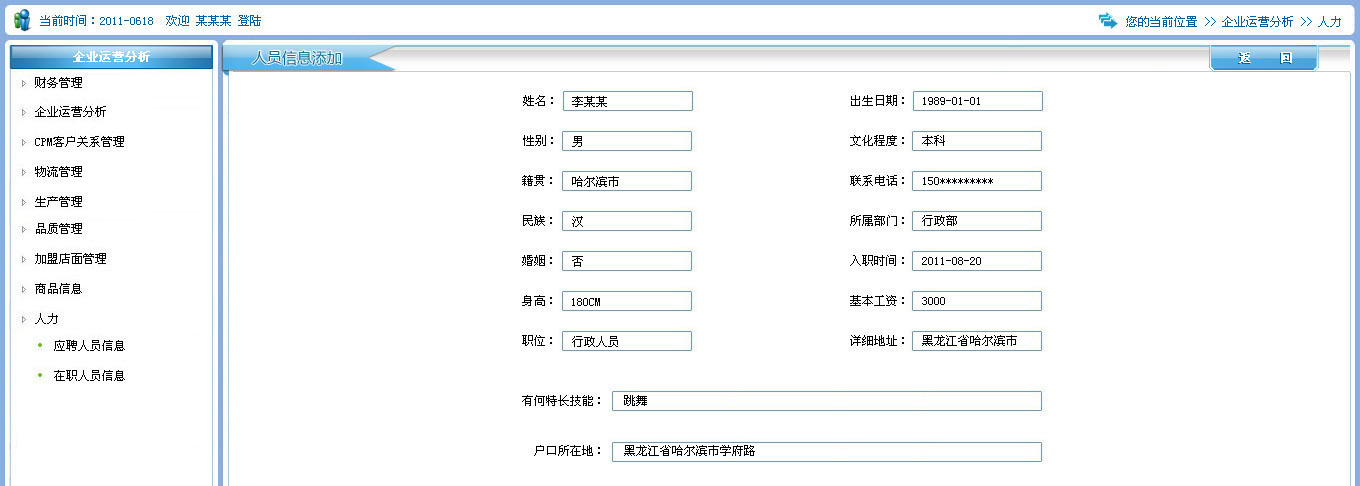 当前时间：2011-0618 欢迎 某某某 登陆
您的当前位置 >> 企业运营分析 >> 人力
企业运营分析
财务管理
企业运营分析
CPM客户关系管理
物流管理
生产管理
品质管理
加盟店面管理
商品信息
人力
应聘人员信息
在职人员信息
人员信息添加
返 回
姓名： 李某某 出生日期： 1989-01-01
性别： 男 文化程度： 本科
籍贯： 哈尔滨市 联系电话： 150*********
民族： 汉 所属部门： 行政部
婚姻： 否 入职时间： 2011-08-20
身高： 180CM 基本工资： 3000
职位： 行政人员 详细地址： 黑龙江省哈尔滨市
有何特长技能： 跳舞
户口所在地： 黑龙江省哈尔滨市学府路